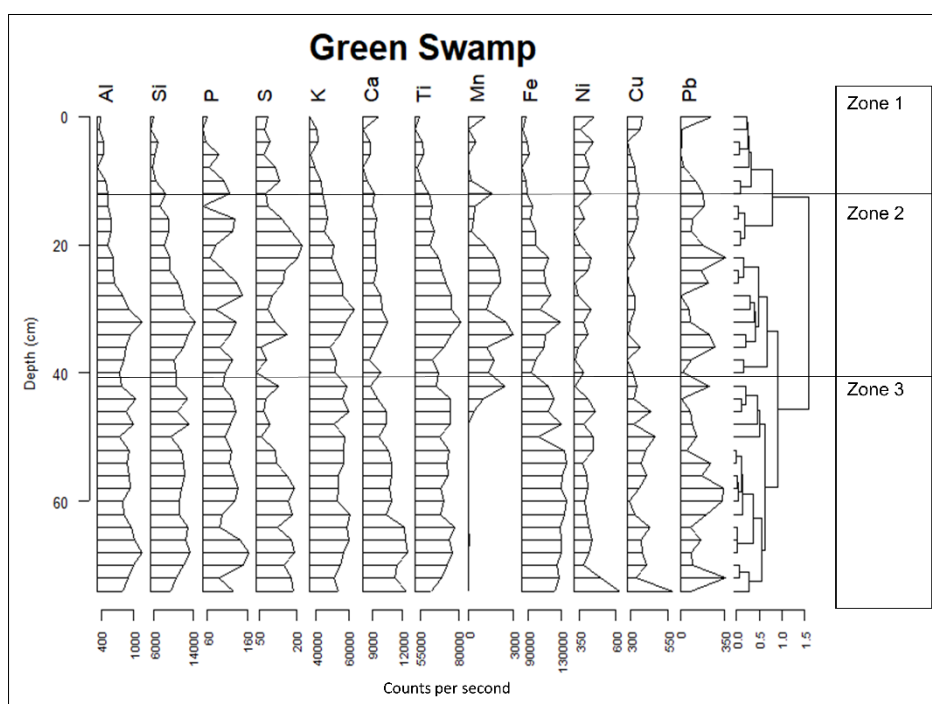 Green Swamp
Al Si P S K Ca Ti Mn Fe Ni Cu Pb
Zone 1
Zone 2
Zone 3
Depth (cm)
0
20
40
60
400 1000 6000 14000 60 160 50 200 40000 60000 9000 12000 55000 80000 0 3000 90000 130000 350 600 300 550 0 350 0.0 0.5 1.0 1.5
Counts per second